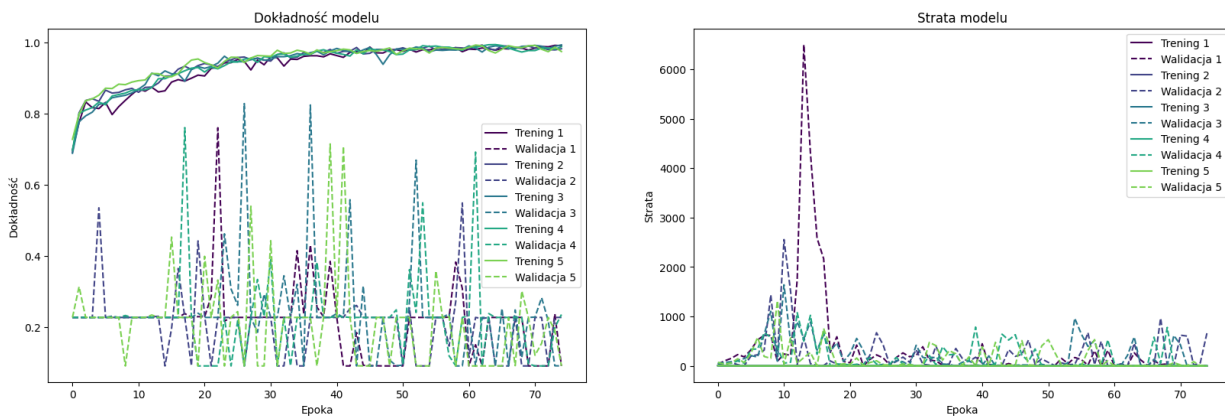 Dokładność modelu
1.0
0.8
0.6
0.4
0.2
Dokładność
0 10 20 30 40 50 60 70
Epoka
Trening 1
Walidacja 1
Trening 2
Walidacja 2
Trening 3
Walidacja 3
Trening 4
Walidacja 4
Trening 5
Walidacja 5
Strata modelu
6000
5000
4000
3000
2000
1000
0
Strata
0 10 20 30 40 50 60 70
Epoka
Trening 1
Walidacja 1
Trening 2
Walidacja 2
Trening 3
Walidacja 3
Trening 4
Walidacja 4
Trening 5
Walidacja 5